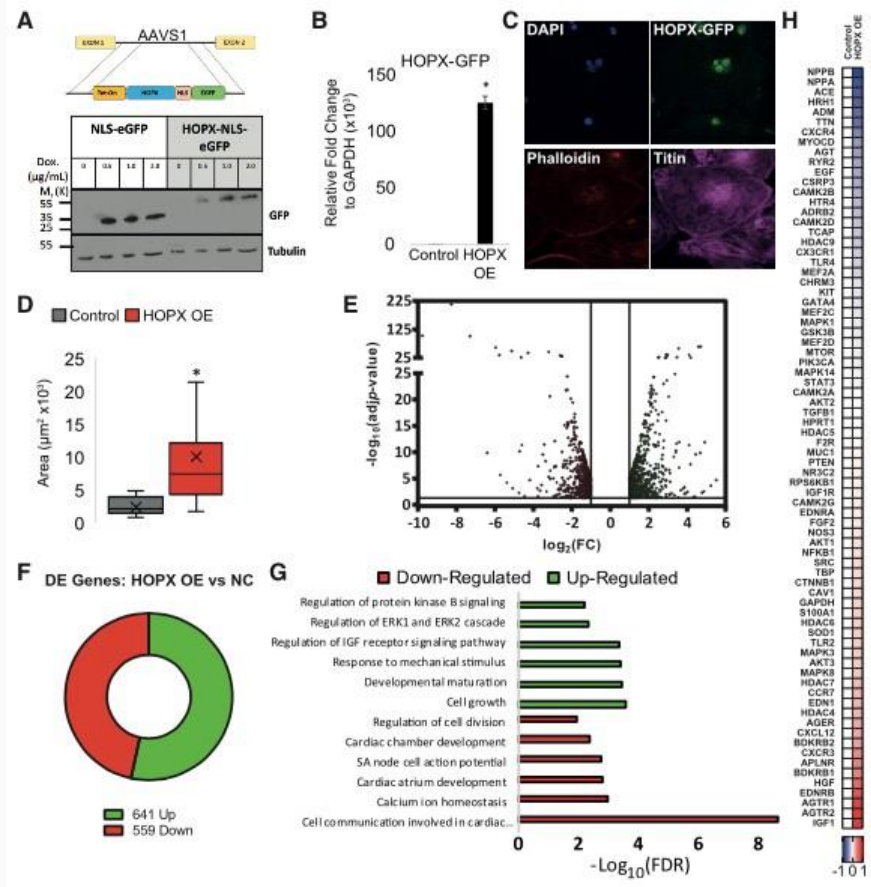 A
AAVS1
EXON 1
EXON 2
Tet-On
HOPX
NLS
EGFP
NLS-eGFP
HOPX-NLS-
eGFP
Dox.
(µg/mL)
0
0.5
1.0
2.0
0
0.5
1.0
2.0
M, (K)
55
35
25
GFP
55
Tubulin
B
HOPX-GFP
Relative Fold Change
to GAPDH (x10³)
150
100
50
0
*
Control HOPX
OE
C
DAPI
HOPX-GFP
Phalloidin
Titin
D
Control HOPX OE
Area (µm² x10³)
25
20
15
10
5
0
*
E
-log₁₀(adjp-value)
225
125
25
25
20
15
10
5
0
-10 -8 -6 -4 -2 0 2 4 6
log₂(FC)
F
DE Genes: HOPX OE vs NC
641 Up
559 Down
G
Down-Regulated Up-Regulated
Regulation of protein kinase B signaling
Regulation of ERK1 and ERK2 cascade
Regulation of IGF receptor signaling pathway
Response to mechanical stimulus
Developmental maturation
Cell growth
Regulation of cell division
Cardiac chamber development
SA node cell action potential
Cardiac atrium development
Calcium ion homeostasis
Cell communication involved in cardiac...
0 2 4 6 8
-Log₁₀(FDR)
H
Control
HOPX OE
NPPB
NPPA
ACE
HRH1
ADM
TTN
CXCR4
MYOCD
AGT
RYR2
EGF
CSRP3
CAMK2B
HTR4
ADRB2
CAMK2D
TCAP
HDAC9
CX3CR1
TLR4
MEF2A
CHRM3
KIT
GATA4
MEF2C
MAPK1
GSK3B
MEF2D
MTOR
PIK3CA
MAPK14
STAT3
CAMK2A
AKT2
TGFB1
HPRT1
HDAC5
F2R
MUC1
PTEN
NR3C2
RPS6KB1
IGF1R
CAMK2G
EDNRA
FGF2
NOS3
AKT1
NFKB1
SRC
TBP
CTNNB1
CAV1
GAPDH
S100A1
HDAC6
SOD1
TLR2
MAPK3
AKT3
MAPK8
HDAC7
CCR7
EDN1
HDAC4
AGER
CXCL12
BDKRB2
CXCR3
APLNR
BDKRB1
HGF
EDNRB
AGTR1
AGTR2
IGF1
-1 0 1